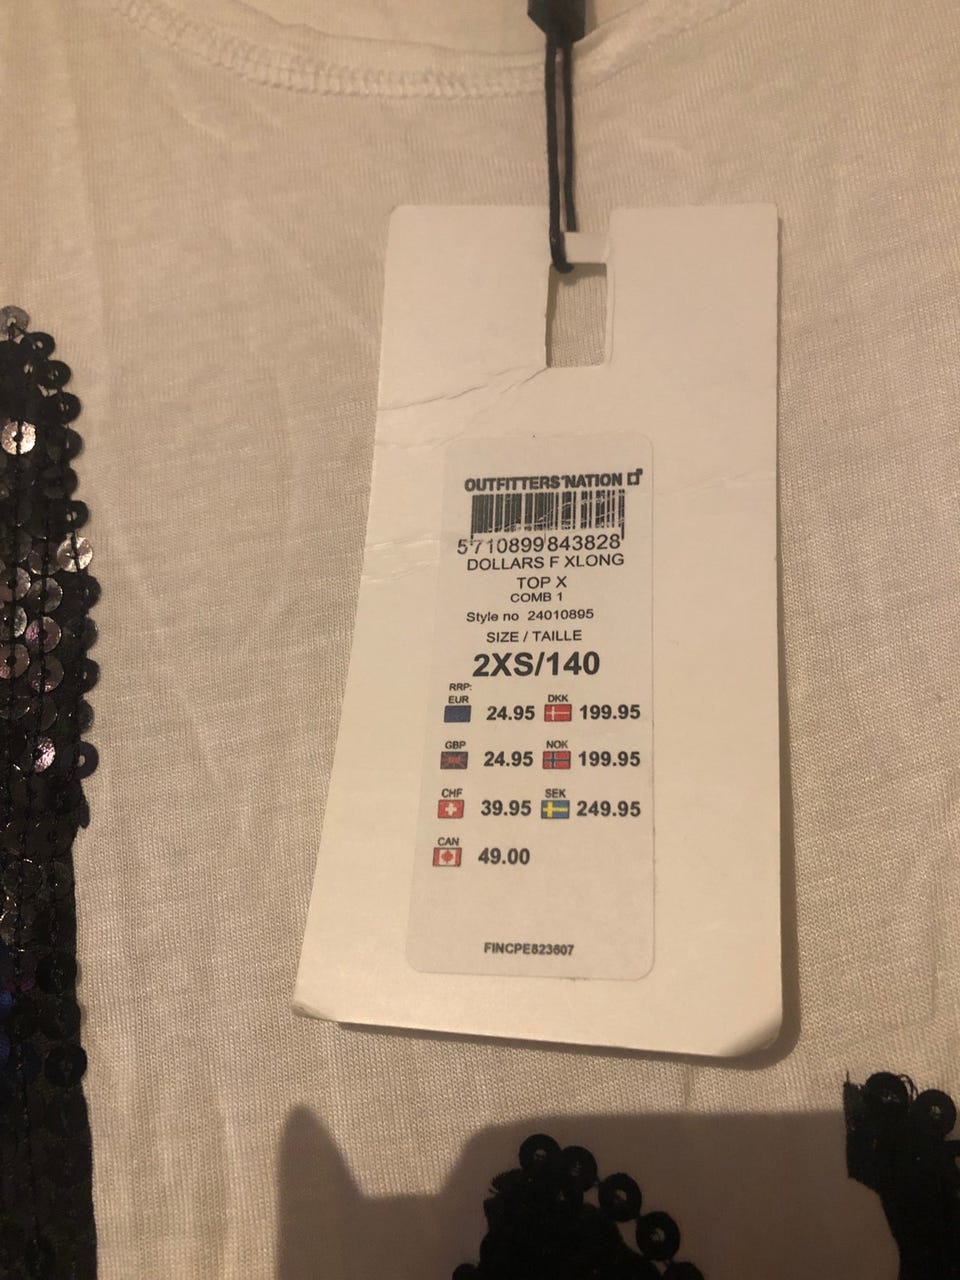 OUTFITTERS'NATION
5710899843828
DOLLARS F XLONG
TOP X
COMB 1
Style no 24010895
SIZE / TAILLE
2XS/140
RRP:
EUR 24.95 DKK 199.95
GBP 24.95 NOK 199.95
CHF 39.95 SEK 249.95
CAN 49.00
FINCPE823607